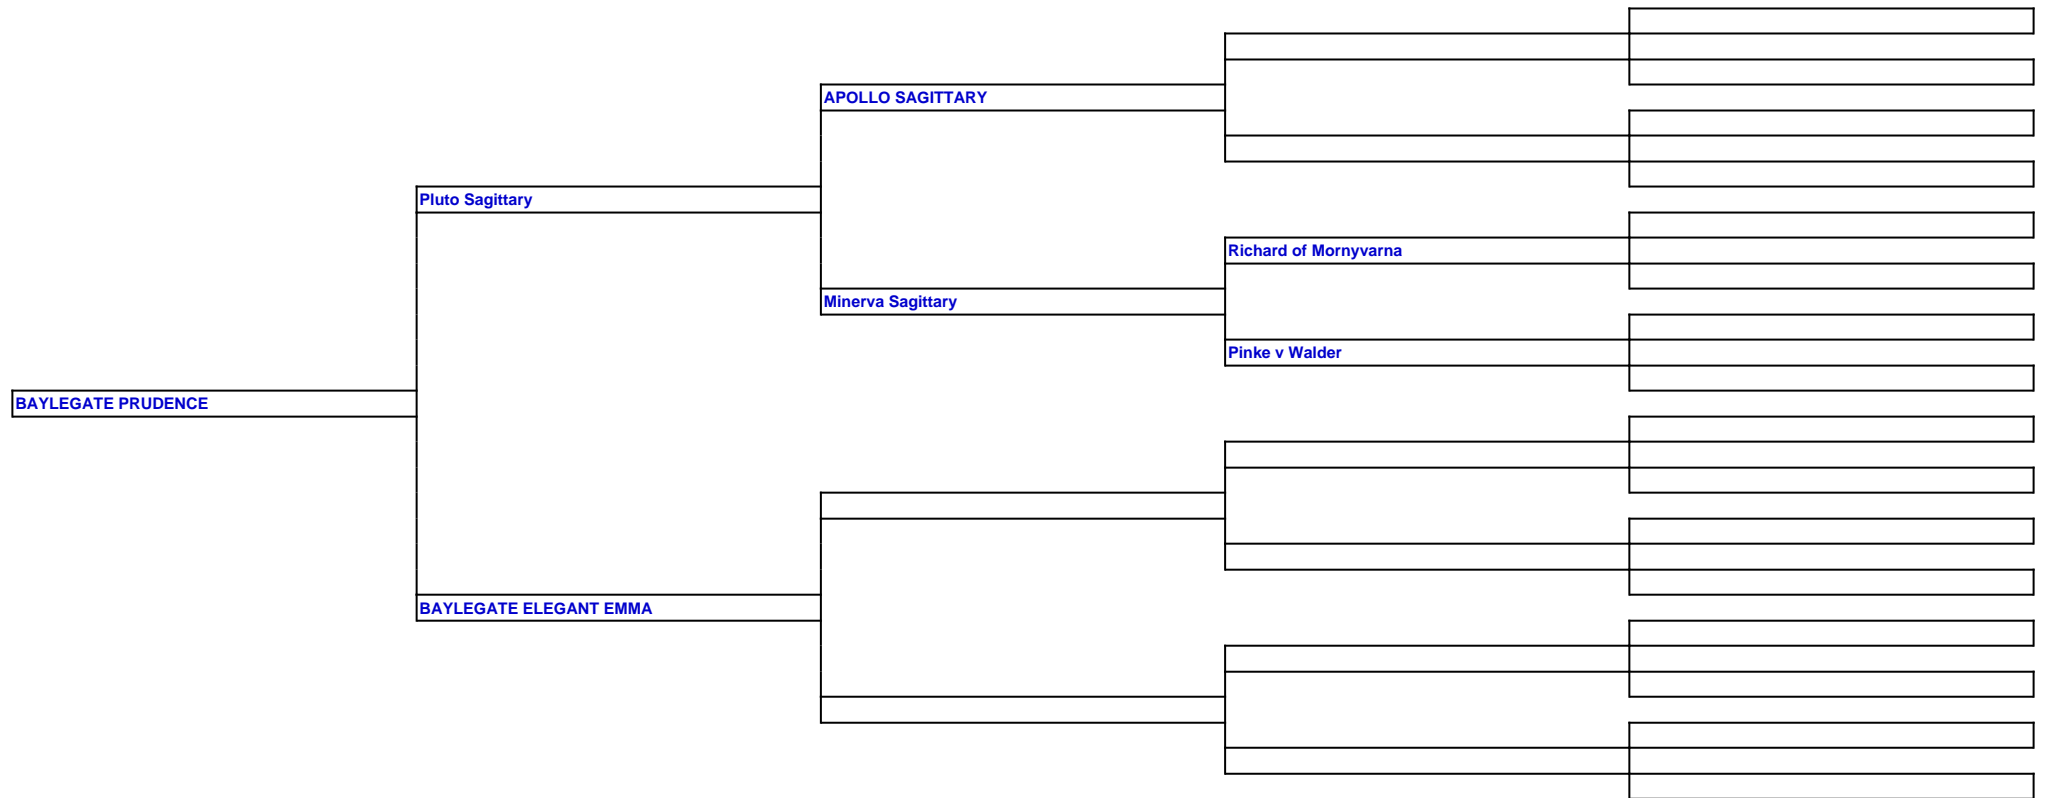 APOLLO SAGITTARY
Pluto Sagittary
Richard of Mornyvarna
Minerva Sagittary
Pinke v Walder
BAYLEGATE PRUDENCE
BAYLEGATE ELEGANT EMMA